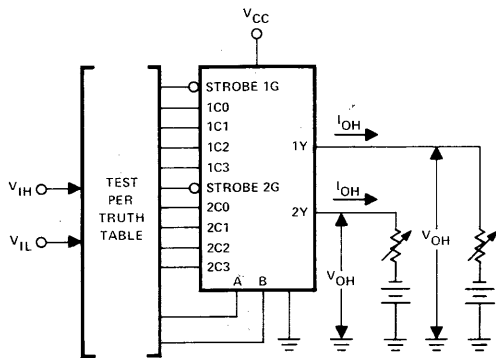 VCC
STROBE 1G
1C0
1C1
1C2
1C3
STROBE 2G
2C0
2C1
2C2
2C3
A B
1Y
2Y
IOH
IOH
VOH
VOH
VIH
VIL
TEST
PER
TRUTH
TABLE